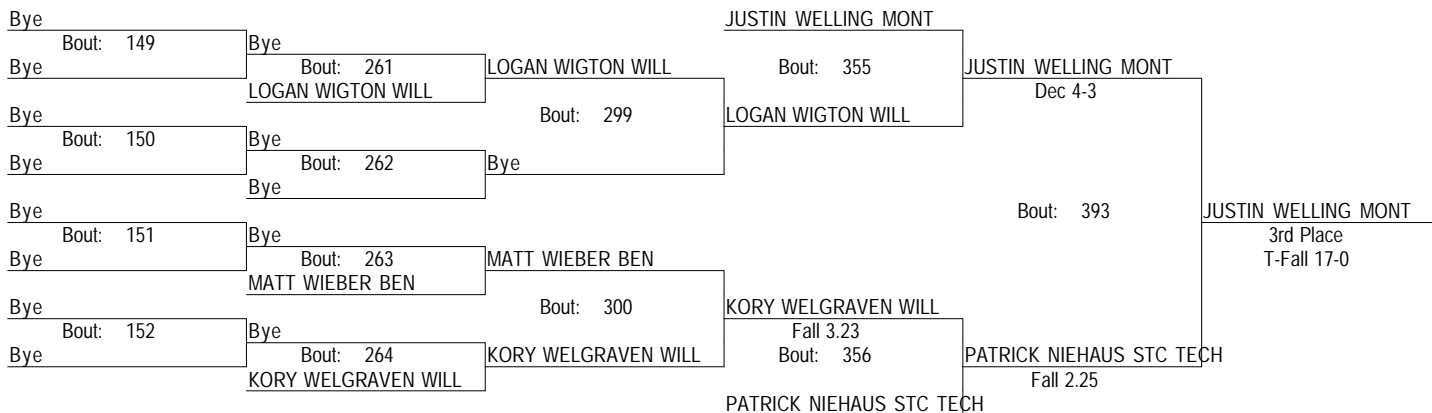 Bye JUSTIN WELLING MONT
Bout: 149 Bye
Bye Bout: 261 LOGAN WIGTON WILL Bout: 355 JUSTIN WELLING MONT
LOGAN WIGTON WILL Dec 4-3
Bye Bout: 299 LOGAN WIGTON WILL
Bout: 150 Bye
Bye Bout: 262 Bye
Bye
Bye Bout: 393 JUSTIN WELLING MONT
Bout: 151 Bye 3rd Place
Bye Bout: 263 MATT WIEBER BEN T-Fall 17-0
MATT WIEBER BEN
Bye Bout: 300 KORY WELGRAVEN WILL
Bout: 152 Bye Fall 3.23
Bye Bout: 264 KORY WELGRAVEN WILL Bout: 356 PATRICK NIEHAUS STC TECH
KORY WELGRAVEN WILL Fall 2.25
PATRICK NIEHAUS STC TECH